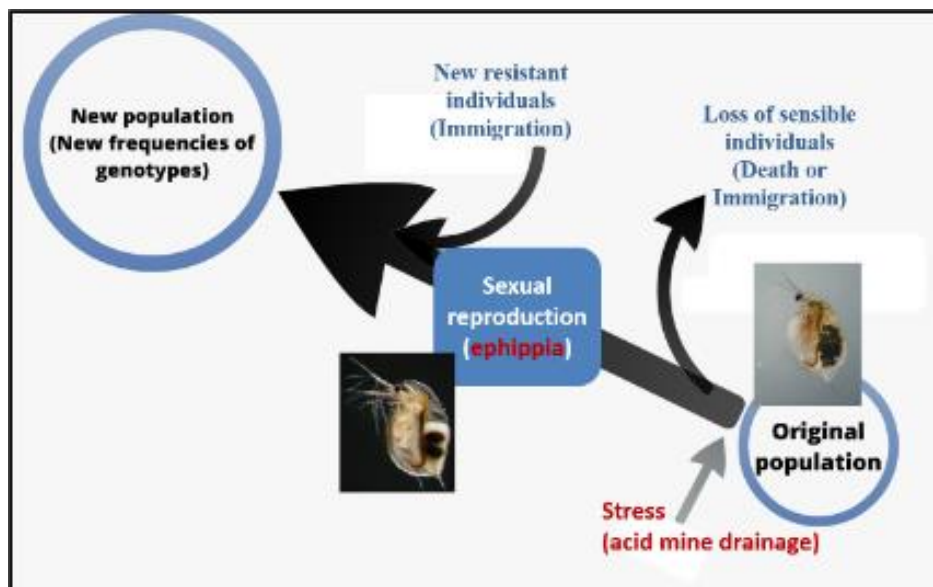 New population
(New frequencies of
genotypes)
New resistant
individuals
(Immigration)
Loss of sensible
individuals
(Death or
Immigration)
Sexual
reproduction
(ephippia)
Original
population
Stress
(acid mine drainage)